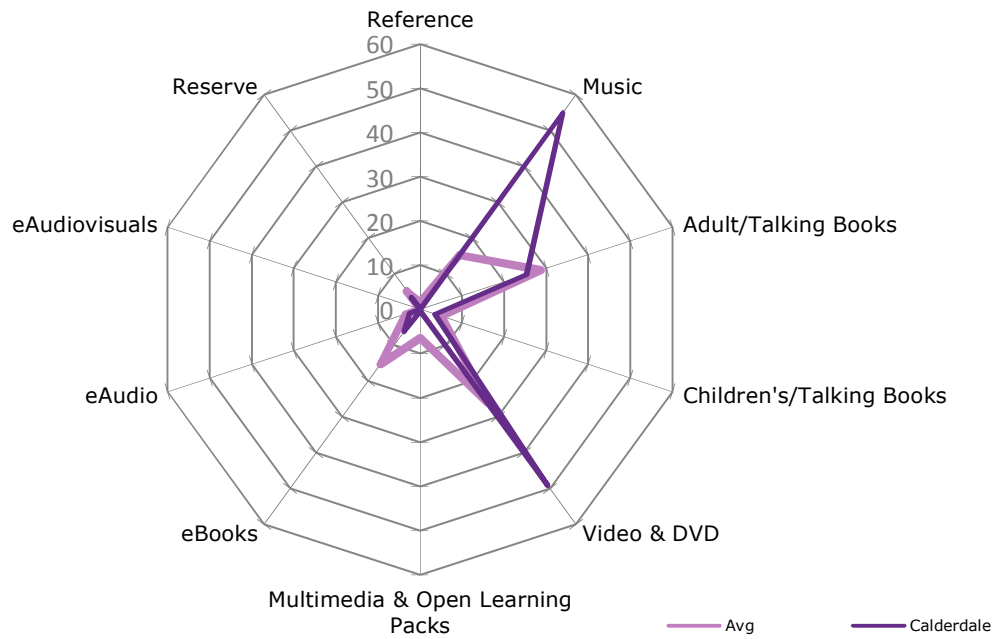 Reference
60
Reserve
Music
50
40
30
20
eAudiovisuals
Adult/Talking Books
10
0
eAudio
Children's/Talking Books
eBooks
Video & DVD
Multimedia & Open Learning
Packs
Avg
Calderdale